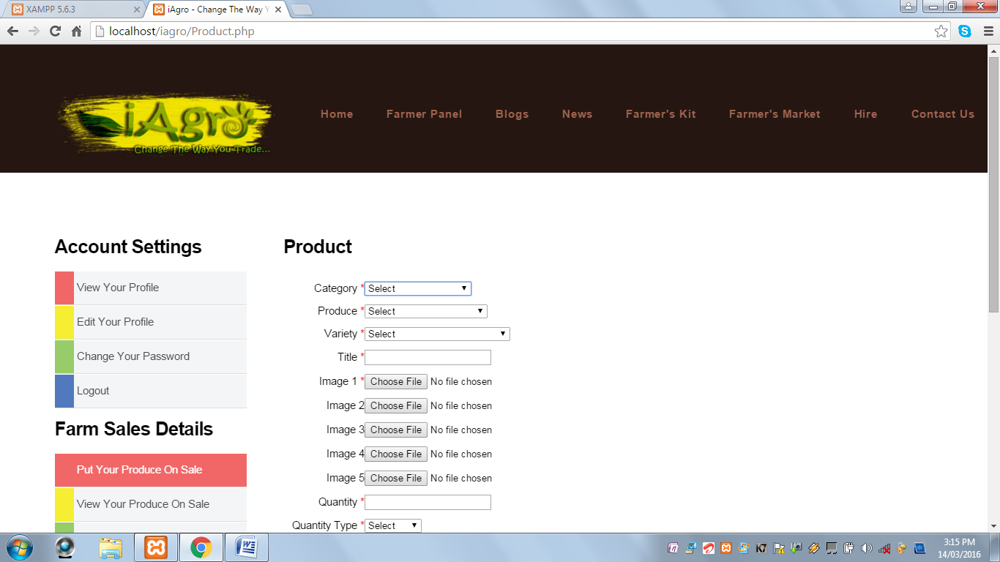 XAMPP 5.6.3
iAgro - Change The Way Y
localhost/iagro/Product.php
iAgro
Change The Way You Trade...
Home Farmer Panel Blogs News Farmer's Kit Farmer's Market Hire Contact Us
Account Settings
View Your Profile
Edit Your Profile
Change Your Password
Logout
Farm Sales Details
Put Your Produce On Sale
View Your Produce On Sale
Product
Category * Select
Produce * Select
Variety * Select
Title *
Image 1 * Choose File No file chosen
Image 2 Choose File No file chosen
Image 3 Choose File No file chosen
Image 4 Choose File No file chosen
Image 5 Choose File No file chosen
Quantity *
Quantity Type * Select
K7
3:15 PM
14/03/2016